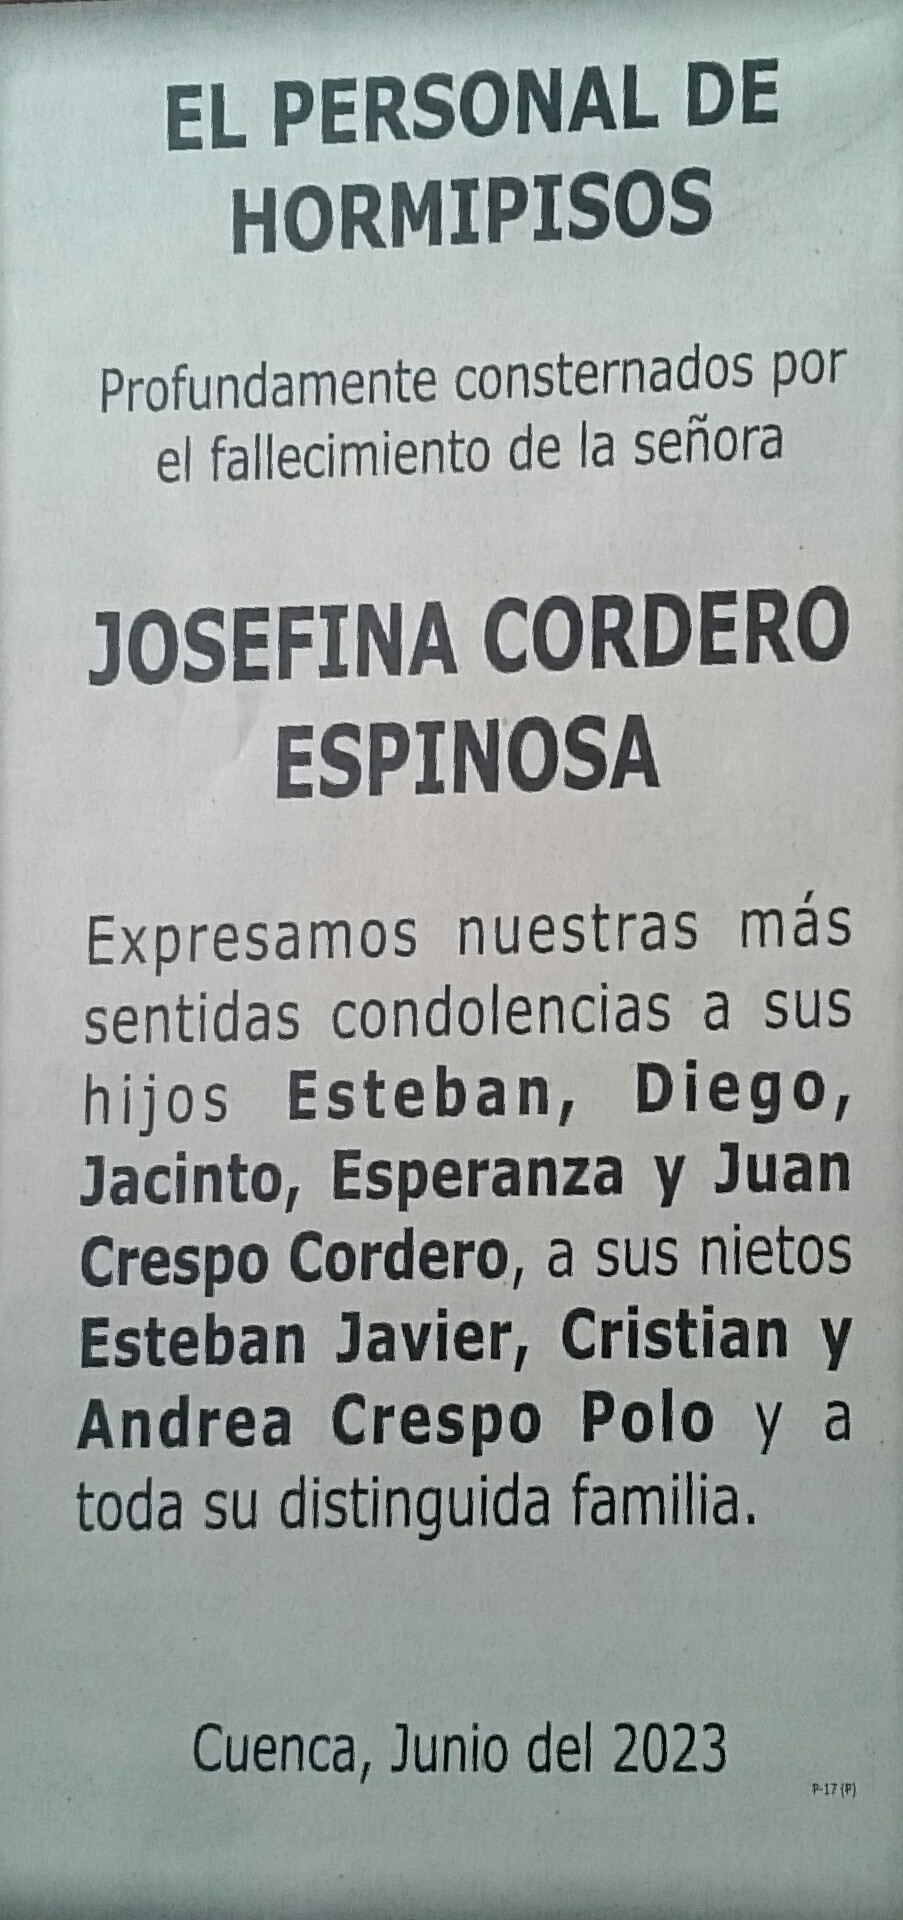 EL PERSONAL DE
HORMIPISOS
Profundamente consternados por
el fallecimiento de la señora
JOSEFINA CORDERO
ESPINOSA
Expresamos nuestras más
sentidas condolencias a sus
hijos Esteban, Diego,
Jacinto, Esperanza y Juan
Crespo Cordero, a sus nietos
Esteban Javier, Cristian y
Andrea Crespo Polo y a
toda su distinguida familia.
Cuenca, Junio del 2023
P-17 (P)